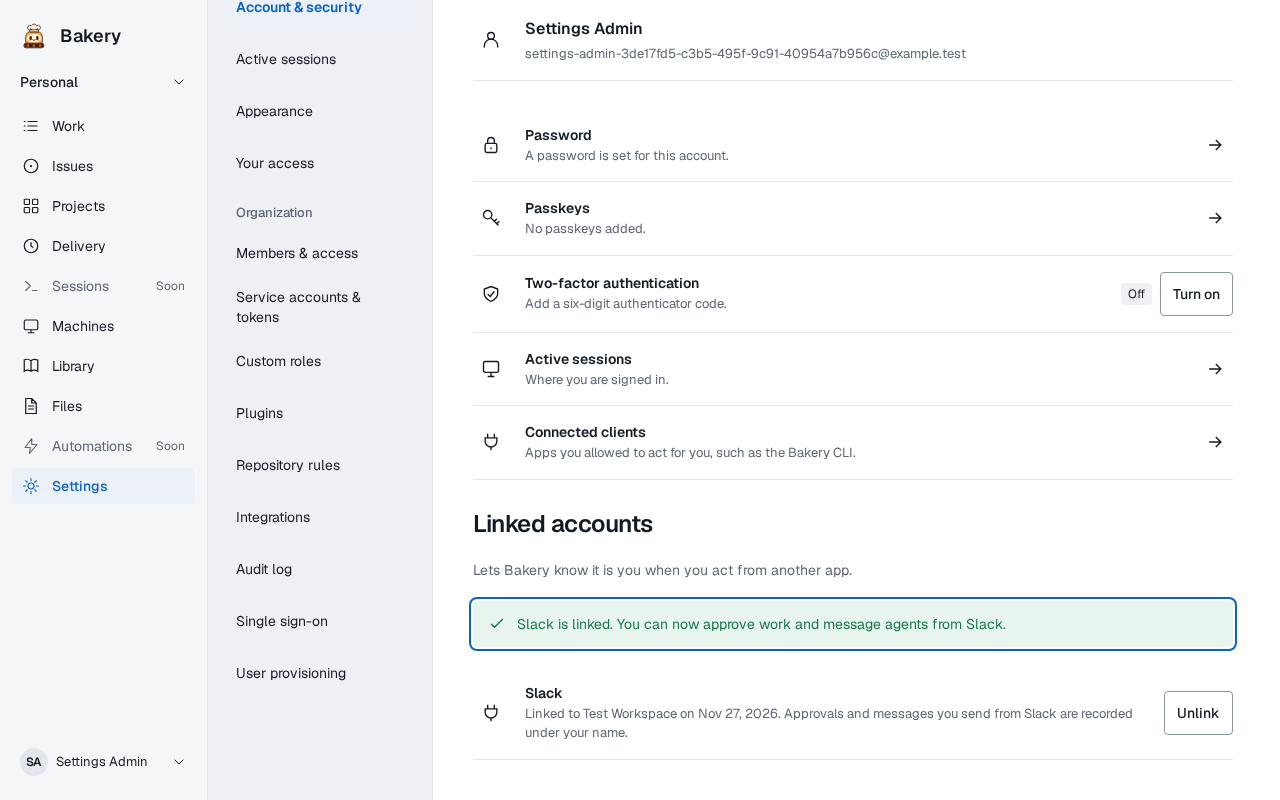 Bakery
Personal
Work
Issues
Projects
Delivery
Sessions Soon
Machines
Library
Files
Automations Soon
Settings
SA Settings Admin
Account & security
Active sessions
Appearance
Your access
Organization
Members & access
Service accounts &
tokens
Custom roles
Plugins
Repository rules
Integrations
Audit log
Single sign-on
User provisioning
Settings Admin
settings-admin-3de17fd5-c3b5-495f-9c91-40954a7b956c@example.test
Password
A password is set for this account.
Passkeys
No passkeys added.
Two-factor authentication
Add a six-digit authenticator code.
Off Turn on
Active sessions
Where you are signed in.
Connected clients
Apps you allowed to act for you, such as the Bakery CLI.
Linked accounts
Lets Bakery know it is you when you act from another app.
Slack is linked. You can now approve work and message agents from Slack.
Slack
Linked to Test Workspace on Nov 27, 2026. Approvals and messages you send from Slack are recorded
under your name.
Unlink